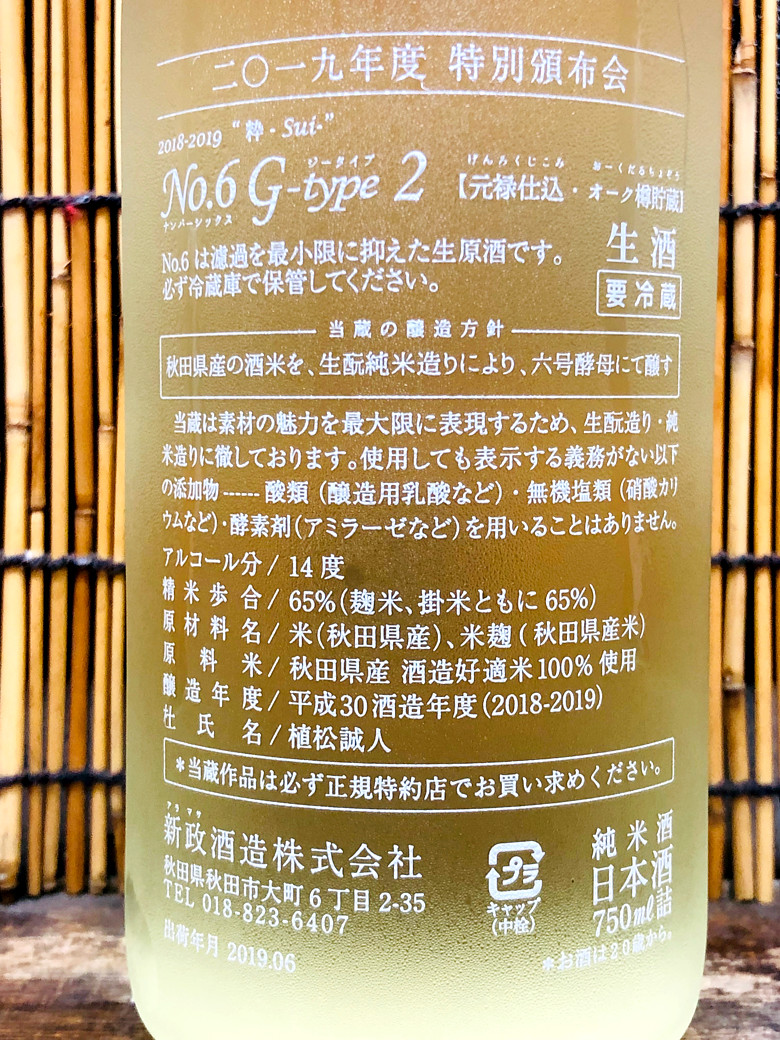 二〇一九年度 特別頒布会
2018-2019 “粋 - Sui-”
ジータイプ
No.6 G-type 2
ナンバーシックス
げんろくじこみ おーくだるちょぞう
【元禄仕込・オーク樽貯蔵】
No.6 は濾過を最小限に抑えた生原酒です。
必ず冷蔵庫で保管してください。
生酒
要冷蔵
当蔵の醸造方針
秋田県産の酒米を、生酛純米造りにより、六号酵母にて醸す
当蔵は素材の魅力を最大限に表現するため、生酛造り・純
米造りに徹しております。使用しても表示する義務がない以下
の添加物------酸類（醸造用乳酸など）・無機塩類（硝酸カリ
ウムなど）・酵素剤（アミラーゼなど）を用いることはありません。
アルコール分/ 14度
精米歩合/ 65%（麹米、掛米ともに65%）
原材料名/ 米（秋田県産）、米麹（秋田県産米）
原料米/ 秋田県産 酒造好適米100%使用
醸造年度/ 平成30酒造年度（2018-2019）
杜氏名/ 植松誠人
＊当蔵作品は必ず正規特約店でお買い求めください。
アラマサ
新政酒造株式会社
秋田県秋田市大町6丁目2-35
TEL 018-823-6407
出荷年月 2019.06
プラ
キャップ
（中栓）
純米酒
日本酒
750ml詰
＊お酒は20歳から。